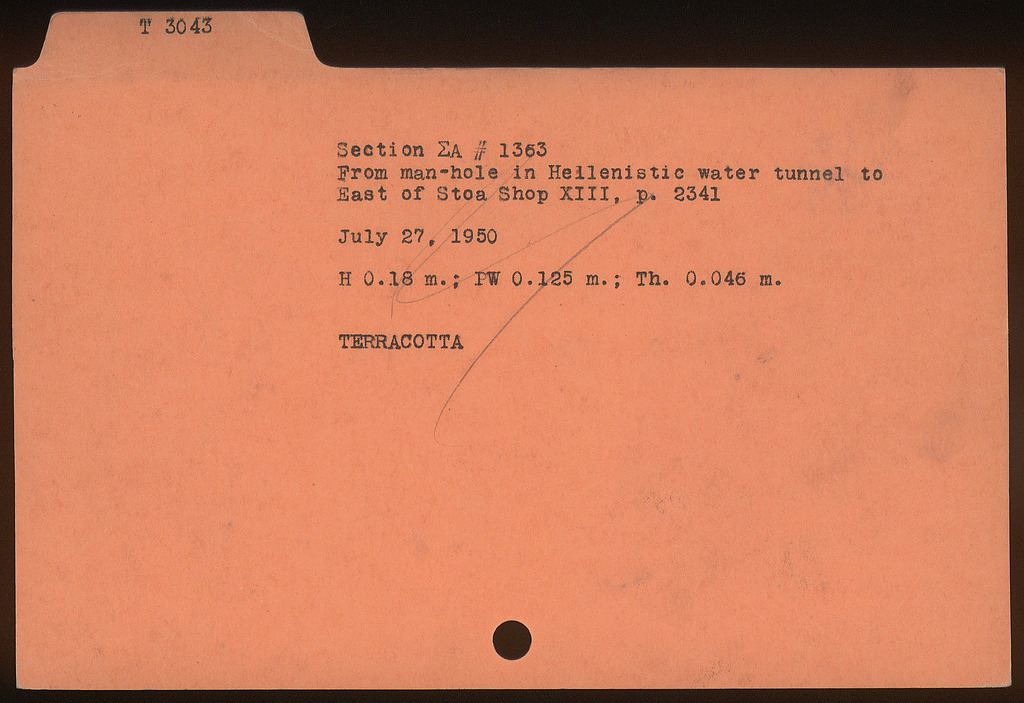 T 3043
Section ΣA # 1363
From man-hole in Hellenistic water tunnel to
East of Stoa Shop XIII, p. 2341
July 27, 1950
H 0.18 m.; PW 0.125 m.; Th. 0.046 m.
TERRACOTTA